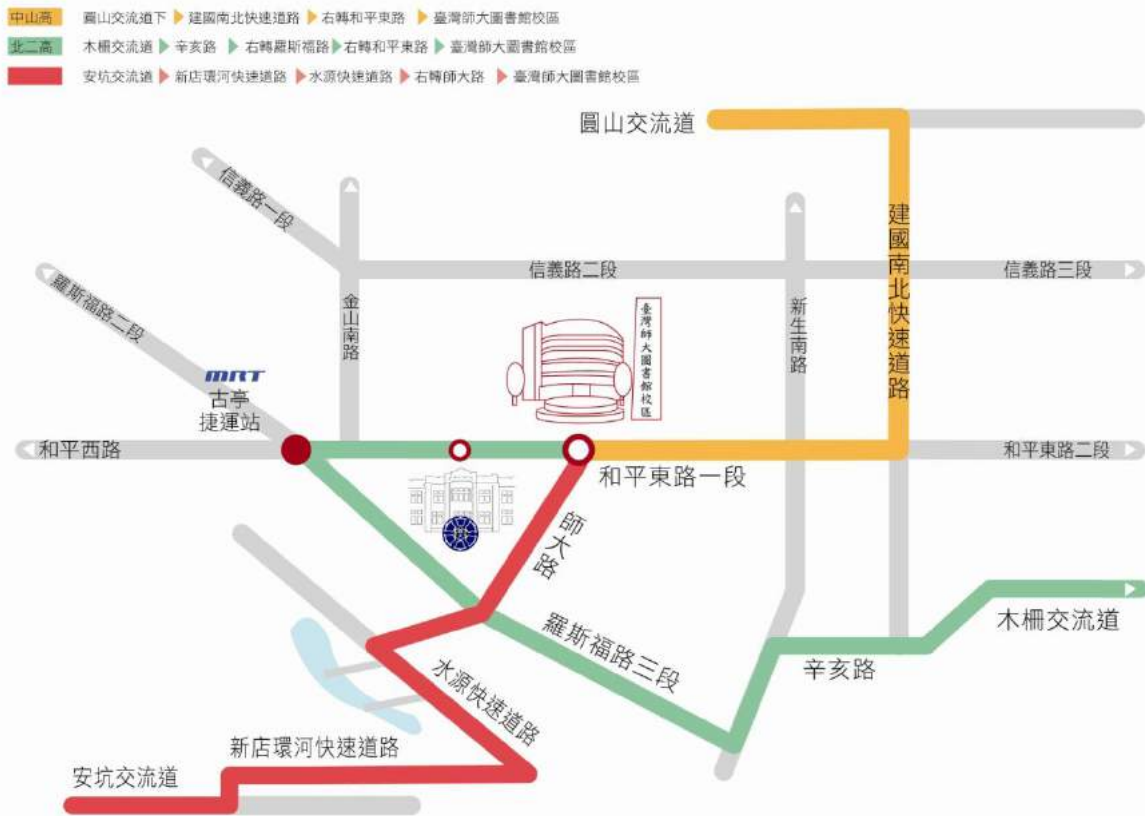 中山高 圓山交流道下 建國南北快速道路 右轉和平東路 臺灣師大圖書館校區
北二高 木柵交流道 辛亥路 右轉羅斯福路 右轉和平東路 臺灣師大圖書館校區
安坑交流道 新店環河快速道路 水源快速道路 右轉師大路 臺灣師大圖書館校區
圓山交流道
信義路一段
建國南北快速道路
信義路二段
信義路三段
羅斯福路二段
金山南路
臺灣師大圖書館校區
新生南路
MRT
古亭
捷運站
和平西路
和平東路一段
和平東路二段
師大路
羅斯福路三段
木柵交流道
辛亥路
水源快速道路
新店環河快速道路
安坑交流道